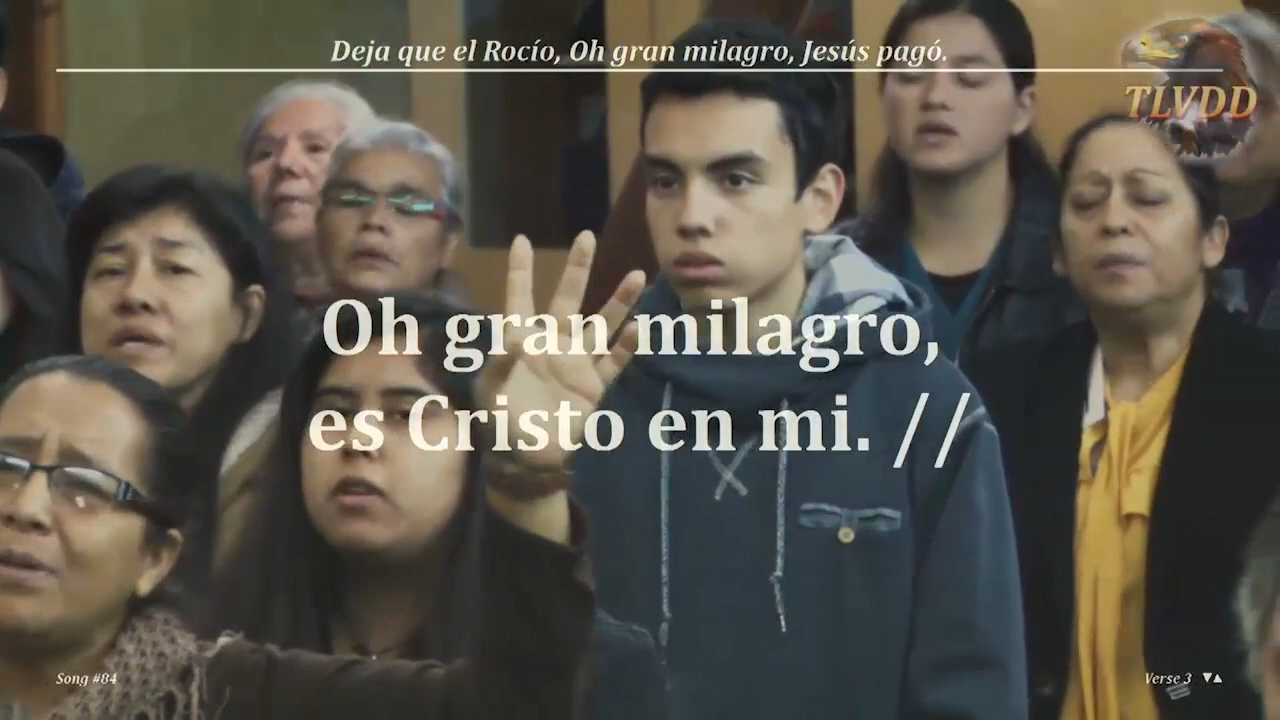 Deja que el Rocío, Oh gran milagro, Jesús pagó.
TLVDD
Oh gran milagro,
es Cristo en mi. //
Song #84
Verse 3 ▼▲